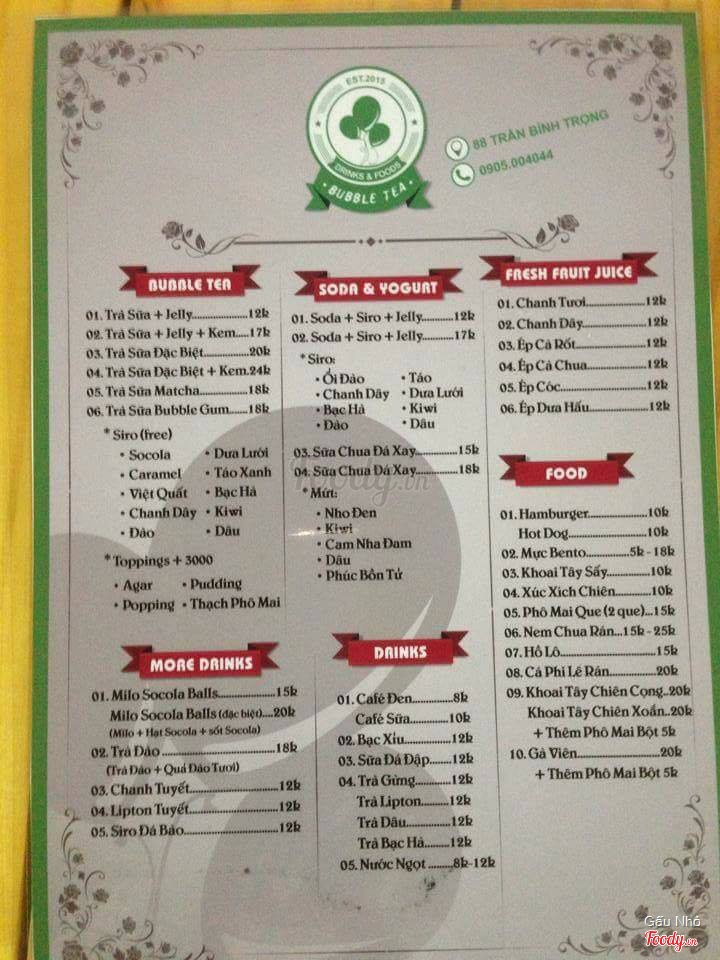 EST.2015
DRINKS & FOODS
BUBBLE TEA
88 TRẦN BÌNH TRỌNG
0905.004044
BUBBLE TEA
01. Trà Sữa + Jelly....................12k
02. Trà Sữa + Jelly + Kem....17k
03. Trà Sữa Đặc Biệt................20k
04. Trà Sữa Đặc Biệt + Kem.24k
05. Trà Sữa Matcha.................18k
06. Trà Sữa Bubble Gum.......18k
* Siro (free)
• Socola • Dưa Lưới
• Caramel • Táo Xanh
• Việt Quất • Bạc Hà
• Chanh Dây • Kiwi
• Đào • Dâu
* Toppings + 3000
• Agar • Pudding
• Popping • Thạch Phô Mai
SODA & YOGURT
01. Soda + Siro + Jelly...........12k
02. Soda + Siro + Jelly...........17k
* Siro:
• Ổi Đào • Táo
• Chanh Dây • Dưa Lưới
• Bạc Hà • Kiwi
• Đào • Dâu
03. Sữa Chua Đá Xay............15k
04. Sữa Chua Đá Xay............18k
* Mứt:
• Nho Đen
• Kiwi
• Cam Nha Đam
• Dâu
• Phúc Bồn Tử
FRESH FRUIT JUICE
01. Chanh Tươi......................12k
02. Chanh Dây.......................12k
03. Ép Cà Rốt.........................12k
04. Ép Cà Chua......................12k
05. Ép Cóc...............................12k
06. Ép Dưa Hấu.....................12k
FOOD
01. Hamburger......................10k
Hot Dog............................10k
02. Mực Bento...............5k - 18k
03. Khoai Tây Sấy..................10k
04. Xúc Xích Chiên................10k
05. Phô Mai Que (2 que)...15k
06. Nem Chua Rán...15k - 25k
07. Hồ Lô................................15k
08. Cá Phi Lê Rán..................20k
09. Khoai Tây Chiên Cọng..20k
Khoai Tây Chiên Xoắn..20k
+ Thêm Phô Mai Bột 5k
10. Gà Viên............................20k
+ Thêm Phô Mai Bột 5k
MORE DRINKS
01. Milo Socola Balls......................15k
Milo Socola Balls (đặc biệt)....20k
(Milo + Hạt Socola + sốt Socola)
02. Trà Đào .....................................18k
(Trà Đào + Quả Đào Tươi)
03. Chanh Tuyết..............................12k
04. Lipton Tuyết..............................12k
05. Siro Đá Bào................................12k
DRINKS
01. Café Đen............8k
Café Sữa...........10k
02. Bạc Xỉu..............12k
03. Sữa Đá Đập.......12k
04. Trà Gừng...........12k
Trà Lipton.........12k
Trà Dâu.............12k
Trà Bạc Hà........12k
05. Nước Ngọt ........8k-12k
Foody.vn
Gấu Nhỏ
Foody.vn